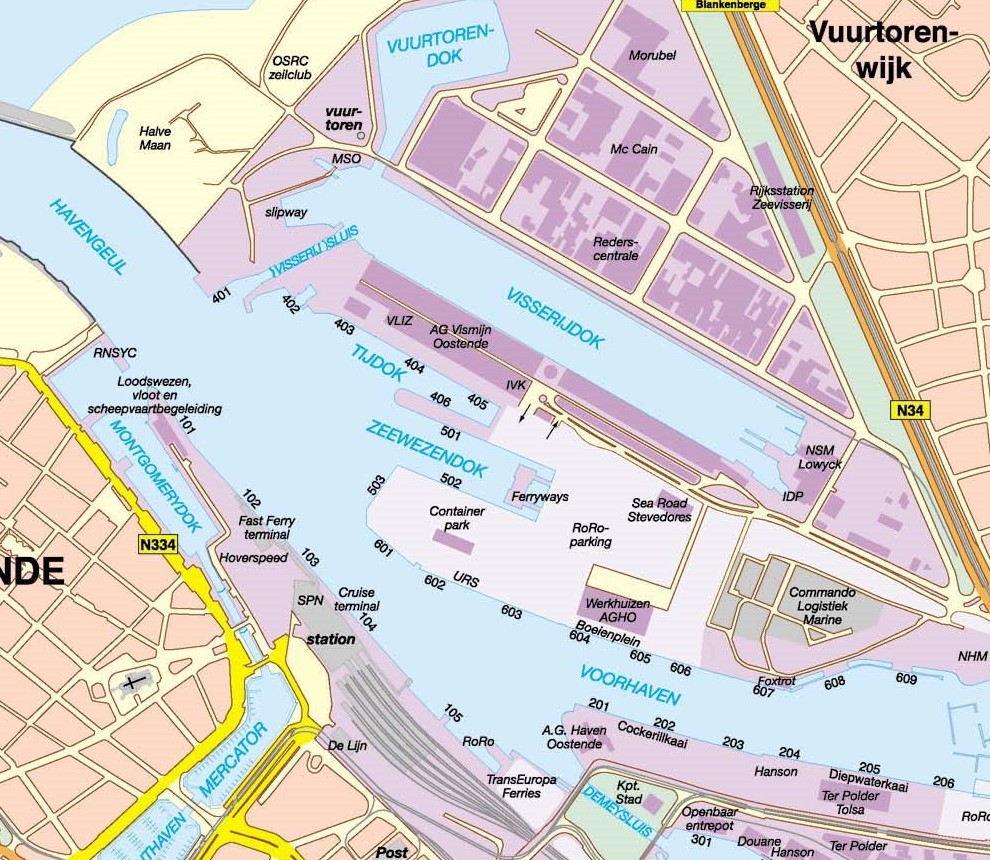 Blankenberge
Vuurtoren-
wijk
VUURTOREN-
DOK
Morubel
OSRC
zeilclub
vuur-
toren
Halve
Maan
MSO
Mc Cain
Rijksstation
Zeevisserij
slipway
HAVENGEUL
VISSERIJSLUIS
Reders-
centrale
401
402
403
VISSERIJDOK
VLIZ
AG Vismijn
Oostende
RNSYC
TIJDOK
404
Loodswezen,
vloot en
scheepvaartbegeleiding
IVK
406
405
N34
101
MONTGOMERYDOK
501
ZEEWEZENDOK
NSM
Lowyck
502
503
Ferryways
IDP
102
Container
park
Sea Road
Stevedores
Fast Ferry
terminal
RoRo-
parking
N334
Hoverspeed
103
601
NDE
602
URS
SPN
Cruise
terminal
104
603
Werkhuizen
AGHO
Commando
Logistiek
Marine
station
Boeienplein
604
605
606
NHM
VOORHAVEN
Foxtrot
607
608
609
105
201
202
Cockerillkaai
203
204
205
206
MERCATOR
De Lijn
RoRo
A.G. Haven
Oostende
Hanson
Diepwaterkaai
TransEuropa
Ferries
Kpt.
Stad
Ter Polder
Tolsa
DEMEYSLUIS
Openbaar
entrepot
RoRo
301
Douane
Hanson
Ter Polder
THAVEN
Post